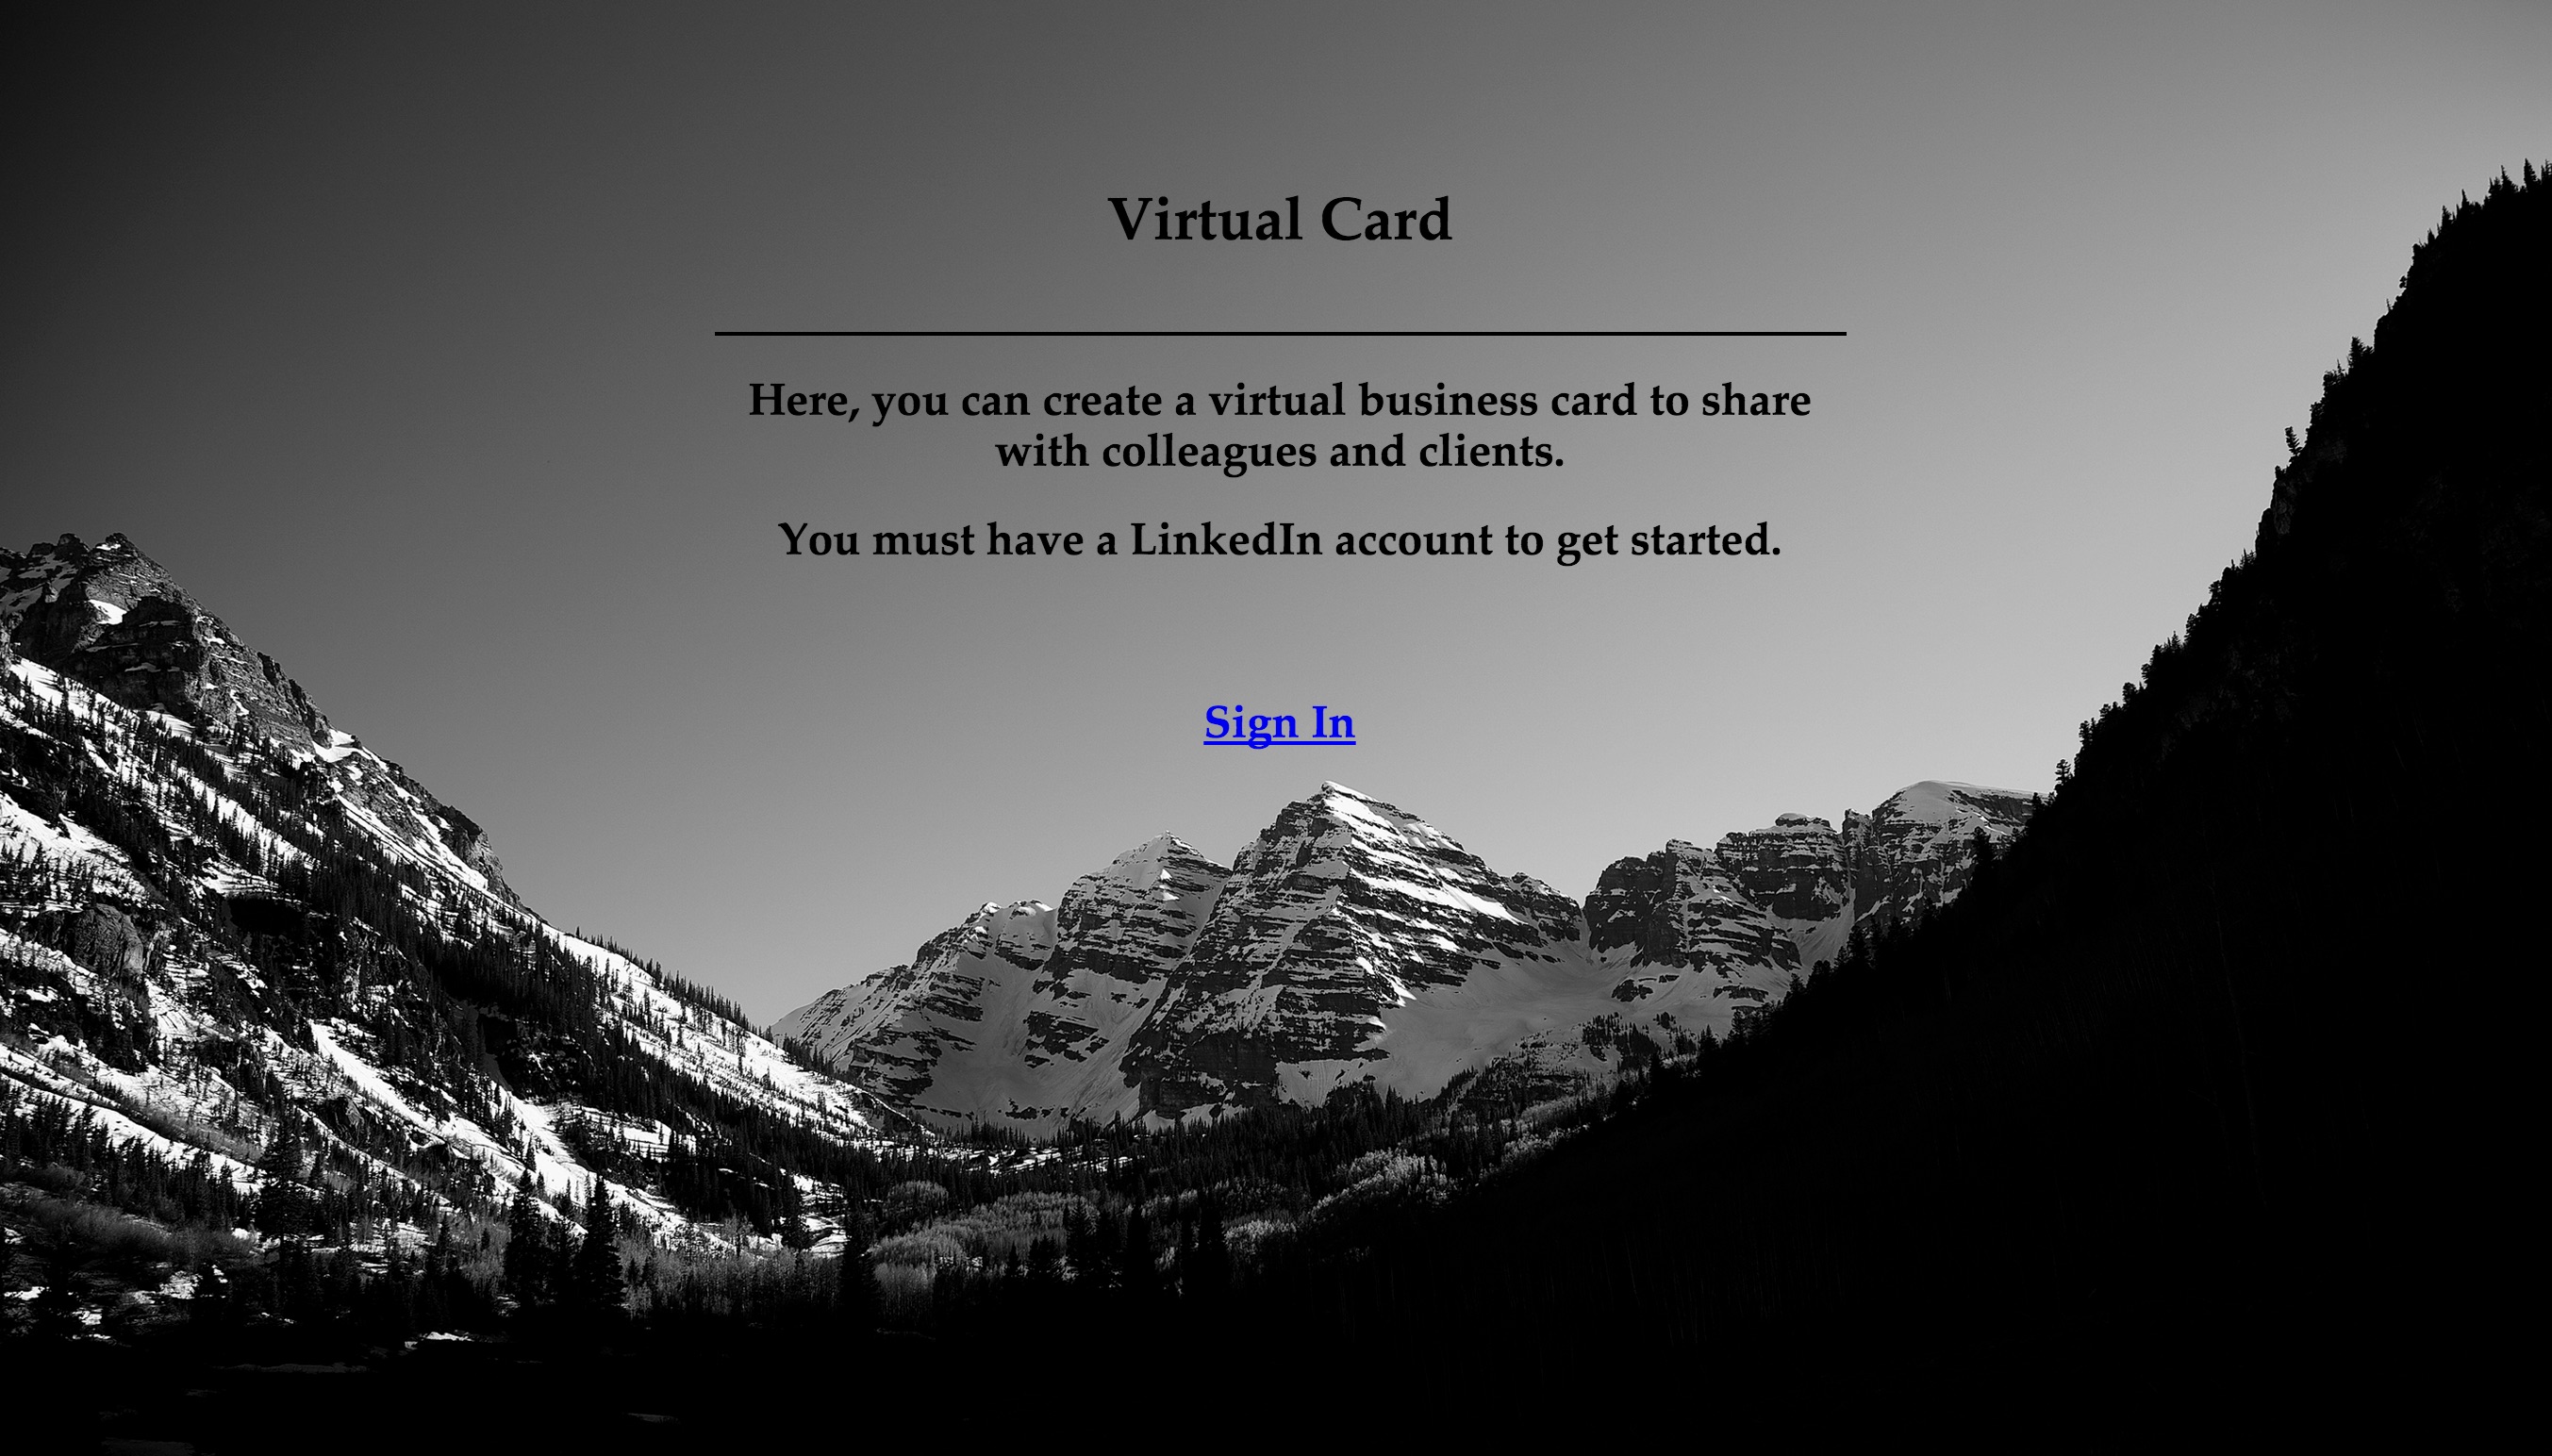 Virtual Card
Here, you can create a virtual business card to share
with colleagues and clients.
You must have a LinkedIn account to get started.
Sign In